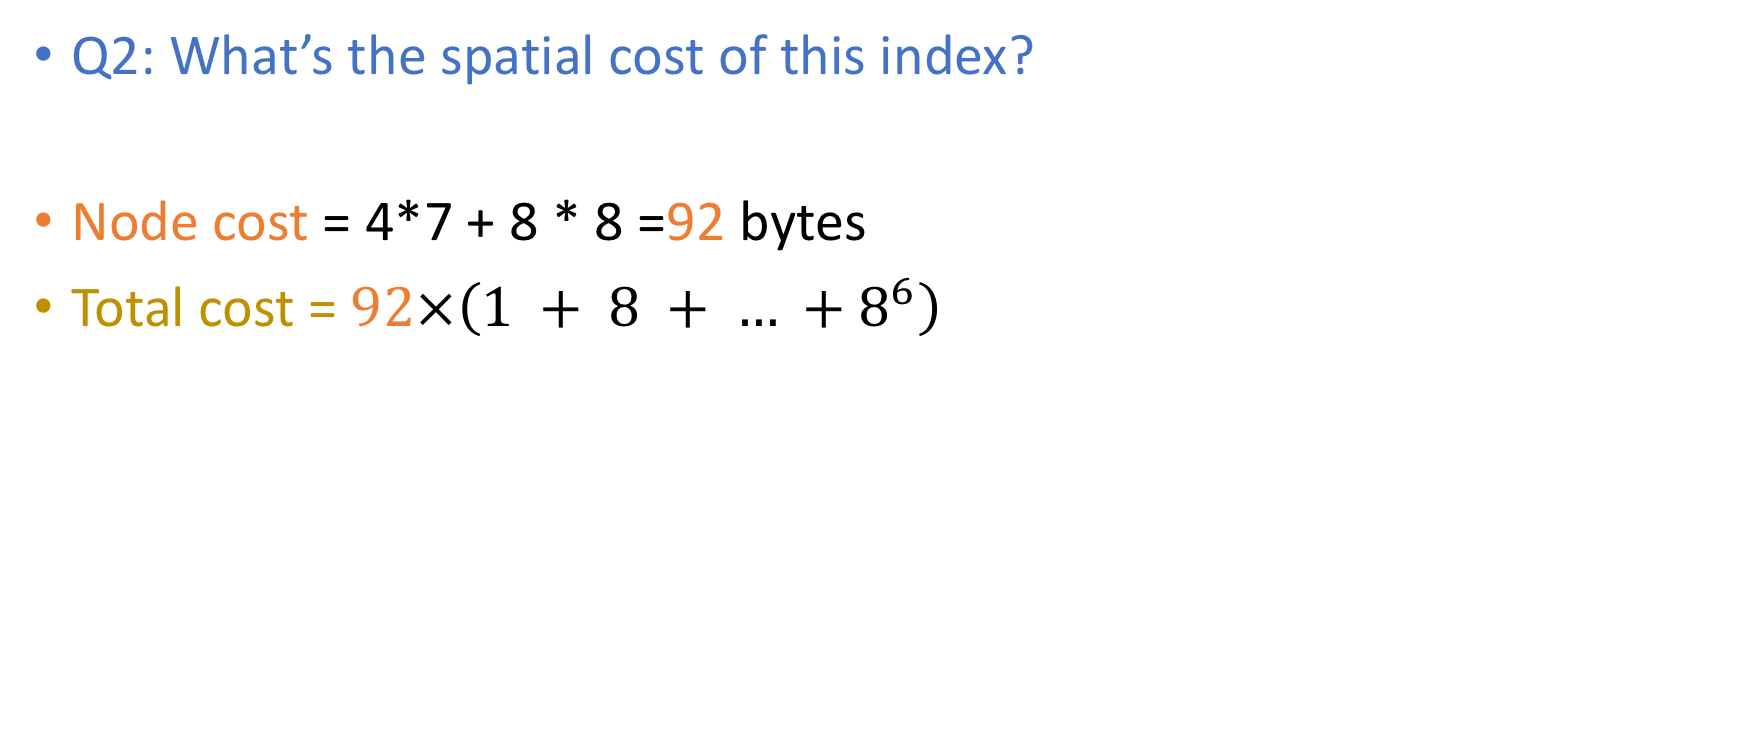 • Q2: What’s the spatial cost of this index?
• Node cost = 4*7 + 8 * 8 =92 bytes
• Total cost = 92×(1 + 8 + … + 8⁶)